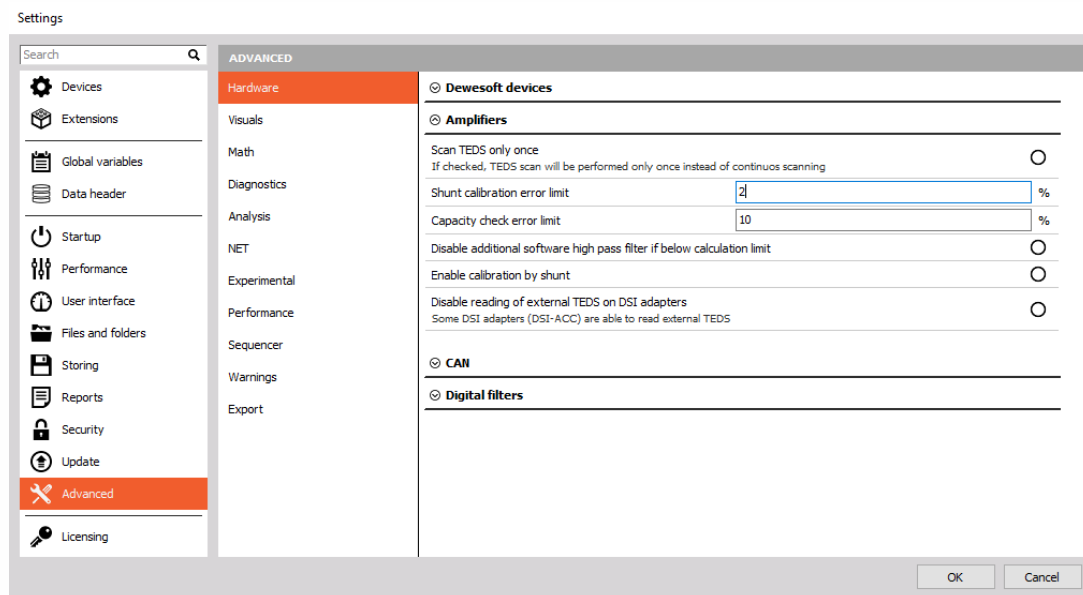 Settings
Search
Devices
Extensions
Global variables
Data header
Startup
Performance
User interface
Files and folders
Storing
Reports
Security
Update
Advanced
Licensing
ADVANCED
Hardware
Visuals
Math
Diagnostics
Analysis
NET
Experimental
Performance
Sequencer
Warnings
Export
Dewesoft devices
Amplifiers
Scan TEDS only once
If checked, TEDS scan will be performed only once instead of continuos scanning
Shunt calibration error limit 2 %
Capacity check error limit 10 %
Disable additional software high pass filter if below calculation limit
Enable calibration by shunt
Disable reading of external TEDS on DSI adapters
Some DSI adapters (DSI-ACC) are able to read external TEDS
CAN
Digital filters
OK Cancel